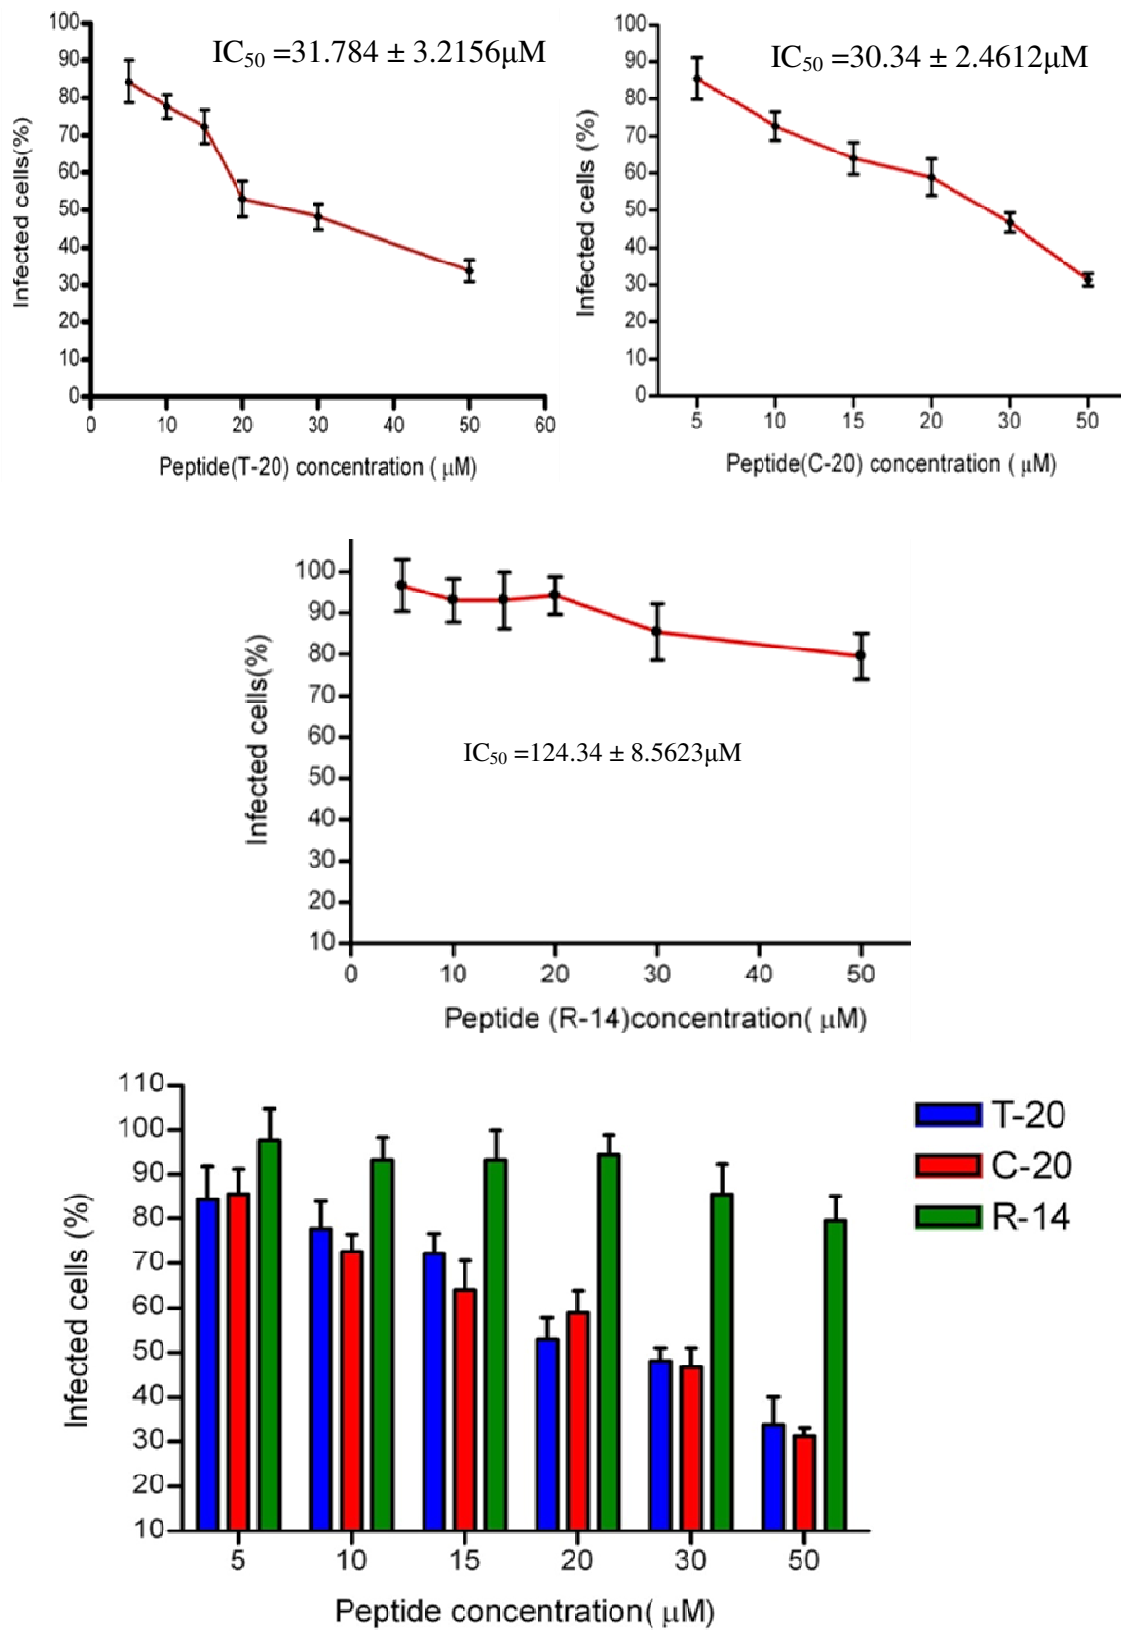 IC50 =31.784 ± 3.2156μM
100
90
80
70
60
50
40
30
20
10
0
Infected cells(%)
0 10 20 30 40 50 60
Peptide(T-20) concentration ( μM)
IC50 =30.34 ± 2.4612μM
100
90
80
70
60
50
40
30
20
10
0
Infected cells (%)
5 10 15 20 30 50
Peptide(C-20) concentration ( μM)
100
90
80
70
60
50
40
30
20
10
Infected cells(%)
IC50 =124.34 ± 8.5623μM
0 10 20 30 40 50
Peptide (R-14)concentration( μM)
110
100
90
80
70
60
50
40
30
20
10
Infected cells (%)
5 10 15 20 30 50
Peptide concentration( μM)
T-20
C-20
R-14